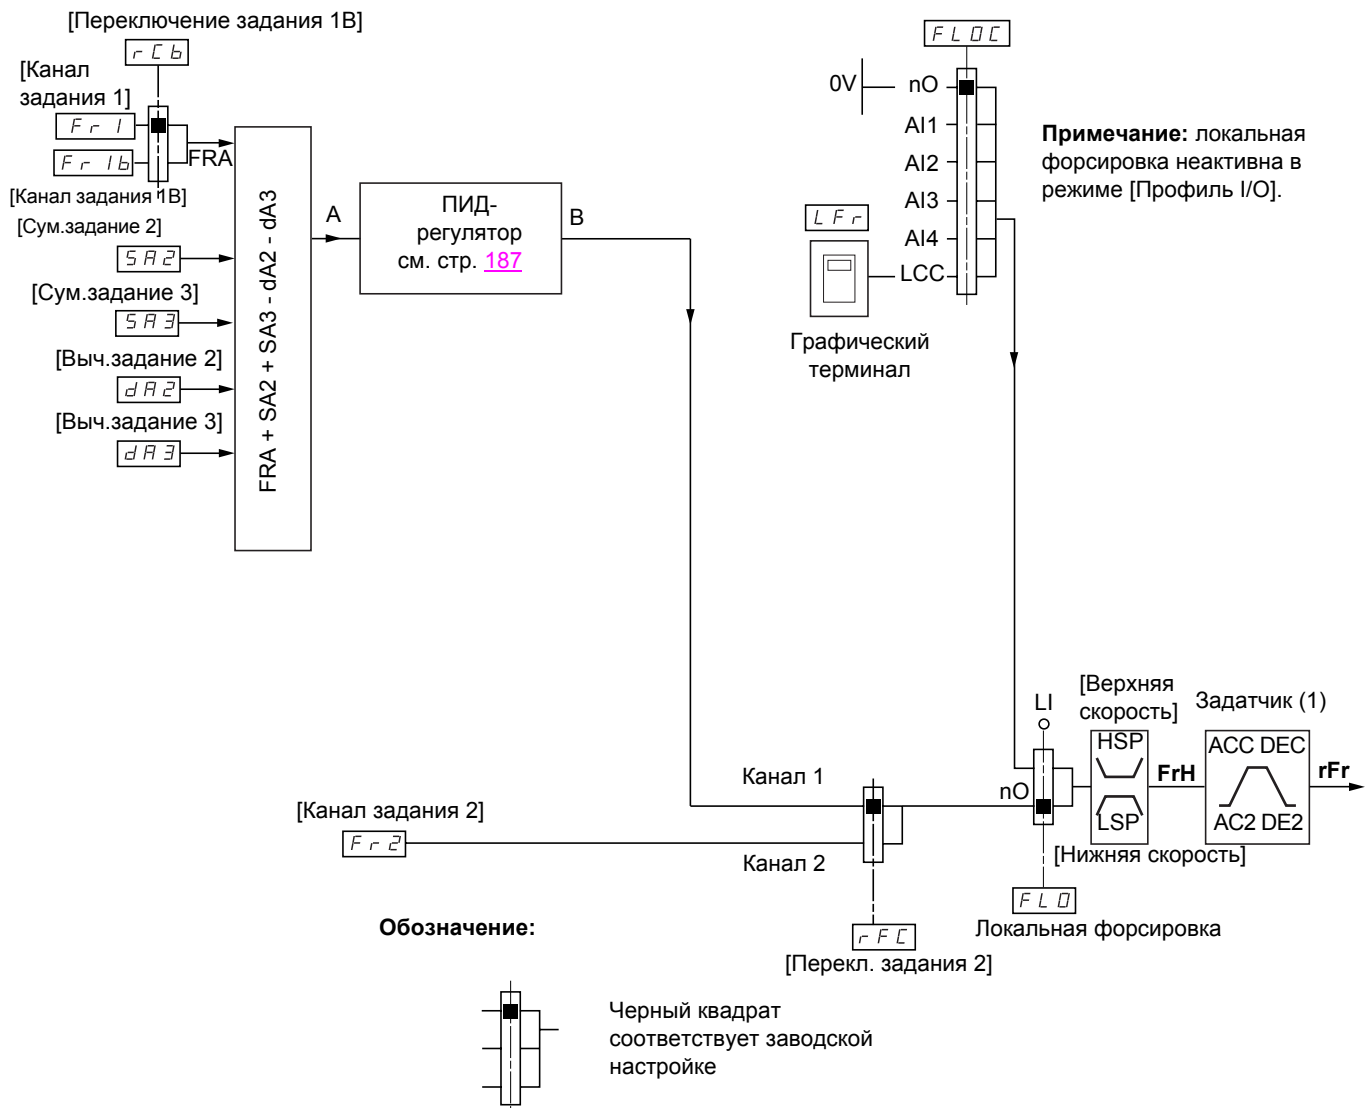 [Переключение задания 1B]
rCb
[Канал
задания 1]
Fr1
Fr1b
FRA
[Канал задания 1B]
[Сум.задание 2]
SA2
[Сум.задание 3]
SA3
[Выч.задание 2]
dA2
[Выч.задание 3]
dA3
FRA + SA2 + SA3 - dA2 - dA3
A
ПИД-
регулятор
см. стр. 187
B
FLOC
0V
nO
AI1
AI2
AI3
AI4
LCC
LFr
Графический
терминал
Примечание: локальная
форсировка неактивна в
режиме [Профиль I/O].
[Канал задания 2]
Fr2
Канал 1
Канал 2
rFC
[Перекл. задания 2]
LI
nO
FLO
Локальная форсировка
[Верхняя
скорость]
HSP
LSP
[Нижняя скорость]
FrH
Задатчик (1)
ACC DEC
AC2 DE2
rFr
Обозначение:
Черный квадрат
соответствует заводской
настройке